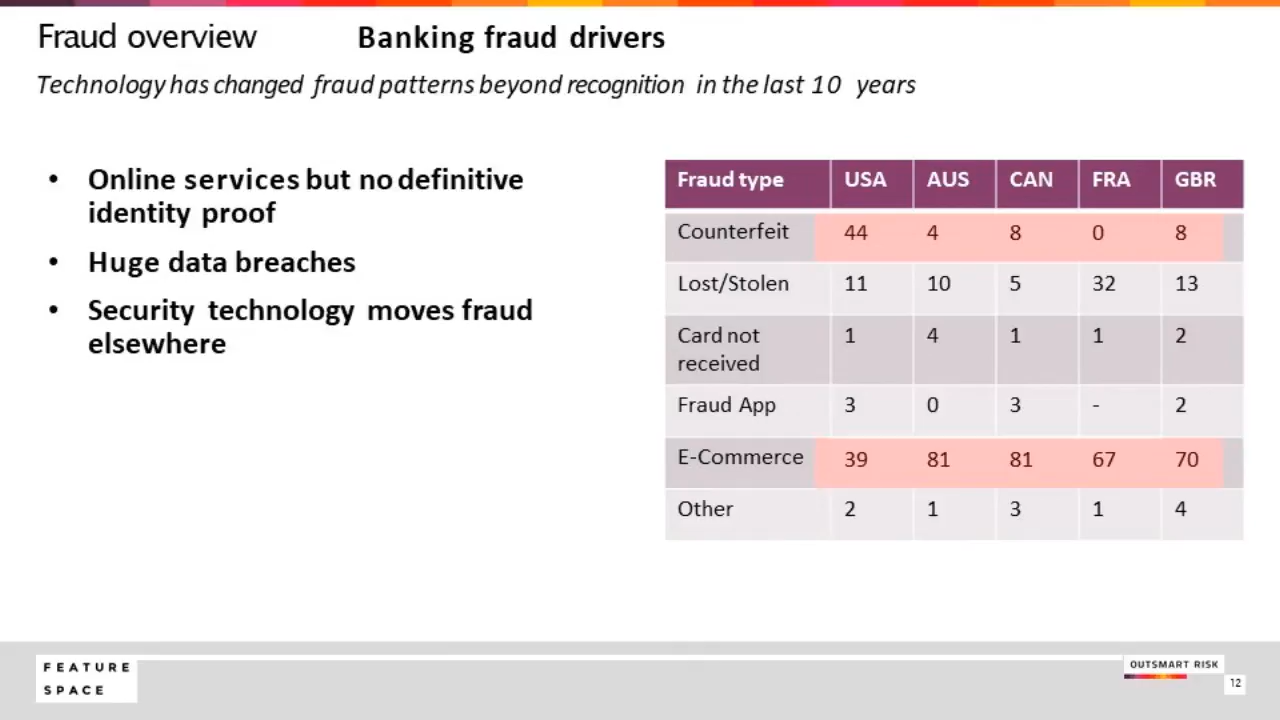 Fraud overview Banking fraud drivers
Technology has changed fraud patterns beyond recognition in the last 10 years
• Online services but no definitive
identity proof
• Huge data breaches
• Security technology moves fraud
elsewhere
Fraud type USA AUS CAN FRA GBR
Counterfeit 44 4 8 0 8
Lost/Stolen 11 10 5 32 13
Card not
received 1 4 1 1 2
Fraud App 3 0 3 - 2
E-Commerce 39 81 81 67 70
Other 2 1 3 1 4
FEATURE
SPACE
OUTSMART RISK
12